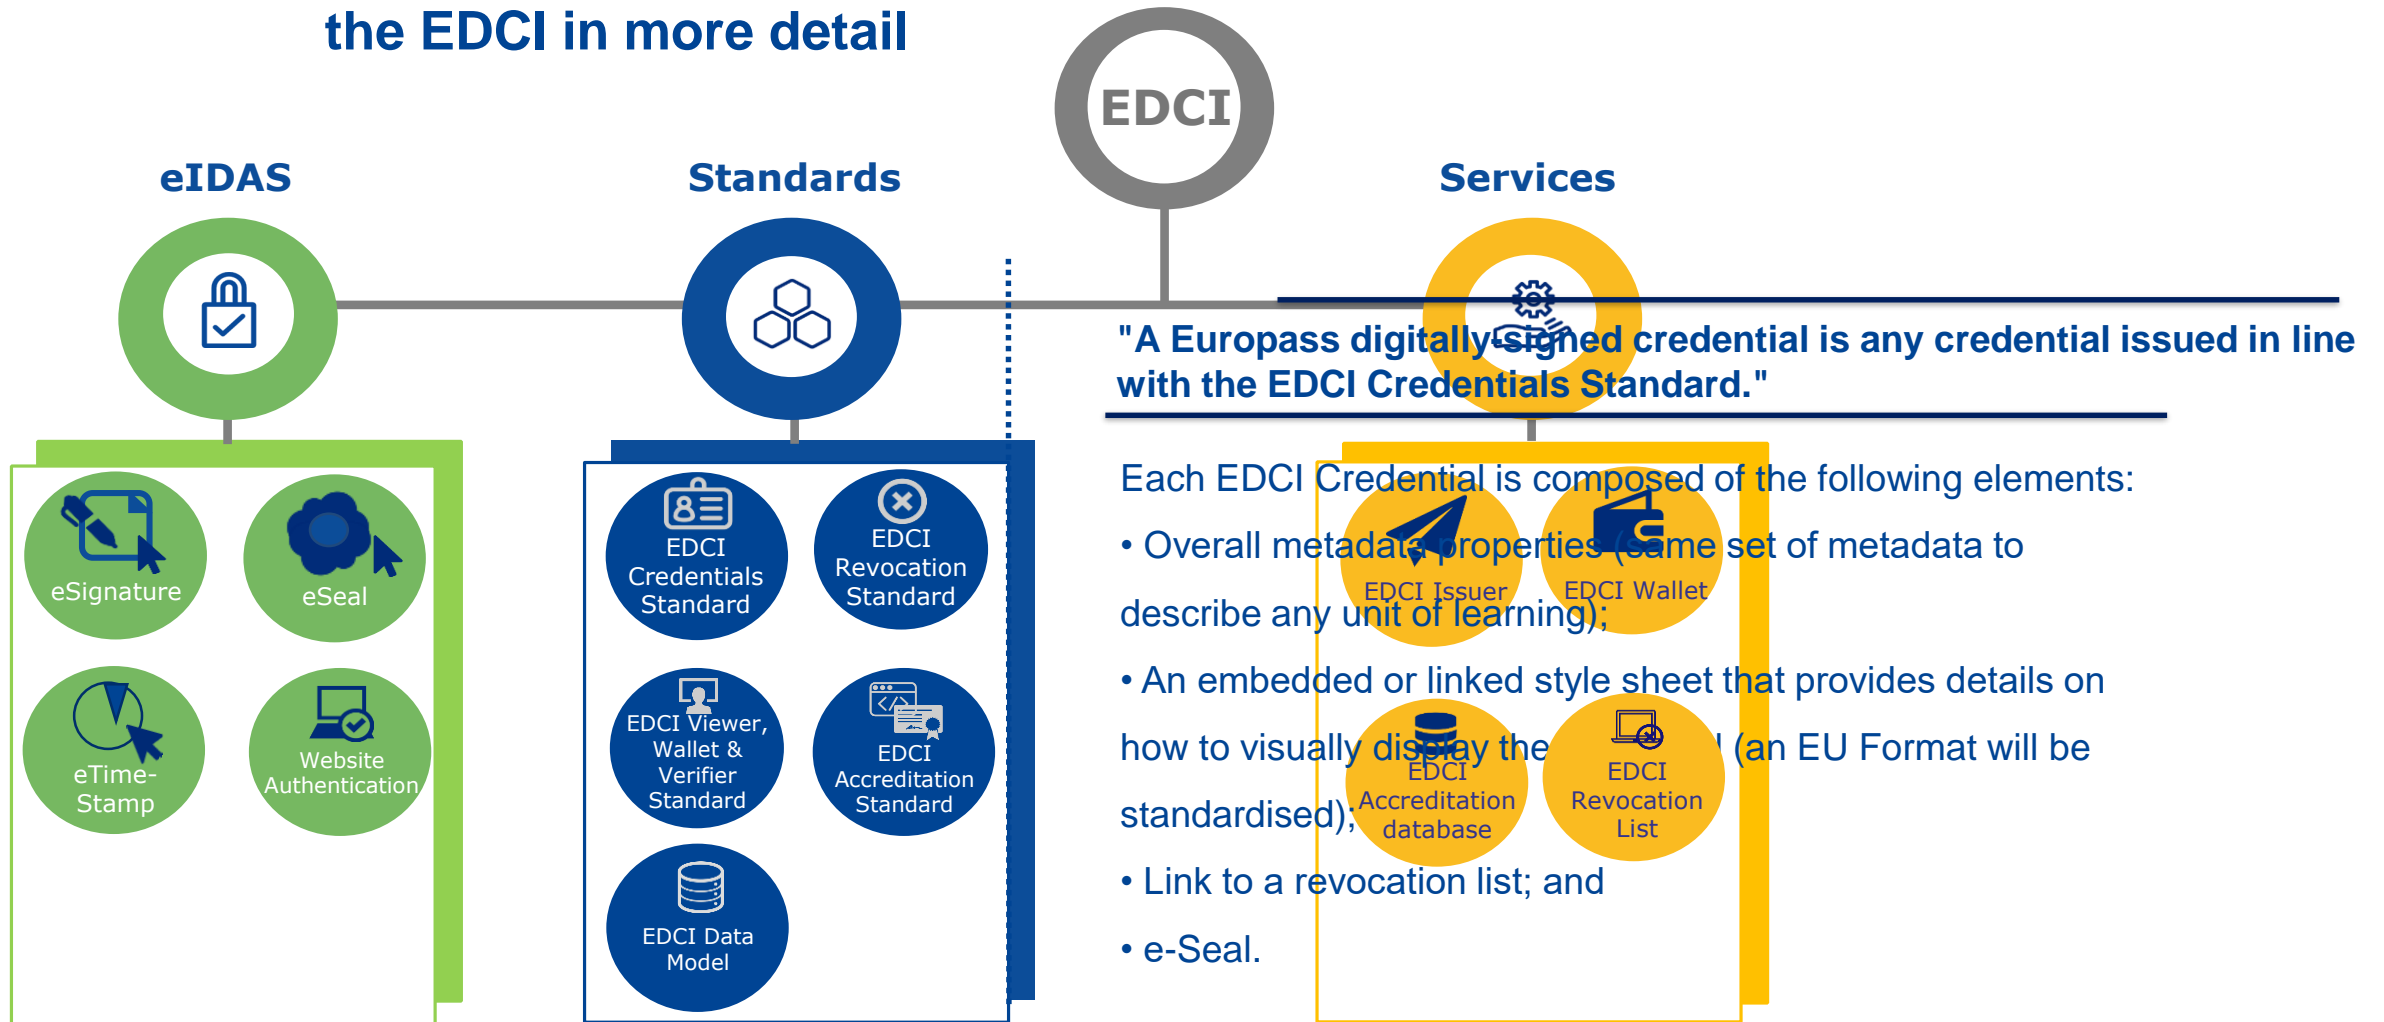 the EDCI in more detail
EDCI
eIDAS
Standards
Services
eSignature
eSeal
eTime-
Stamp
Website
Authentication
EDCI
Credentials
Standard
EDCI
Revocation
Standard
EDCI Viewer,
Wallet &
Verifier
Standard
EDCI
Accreditation
Standard
EDCI Data
Model
"A Europass digitally-signed credential is any credential issued in line
with the EDCI Credentials Standard."
Each EDCI Credential is composed of the following elements:
• Overall metadata properties (same set of metadata to
describe any unit of learning);
• An embedded or linked style sheet that provides details on
how to visually display the (an EU Format will be
standardised);
• Link to a revocation list; and
• e-Seal.
EDCI Issuer
EDCI Wallet
EDCI
Accreditation
database
EDCI
Revocation
List